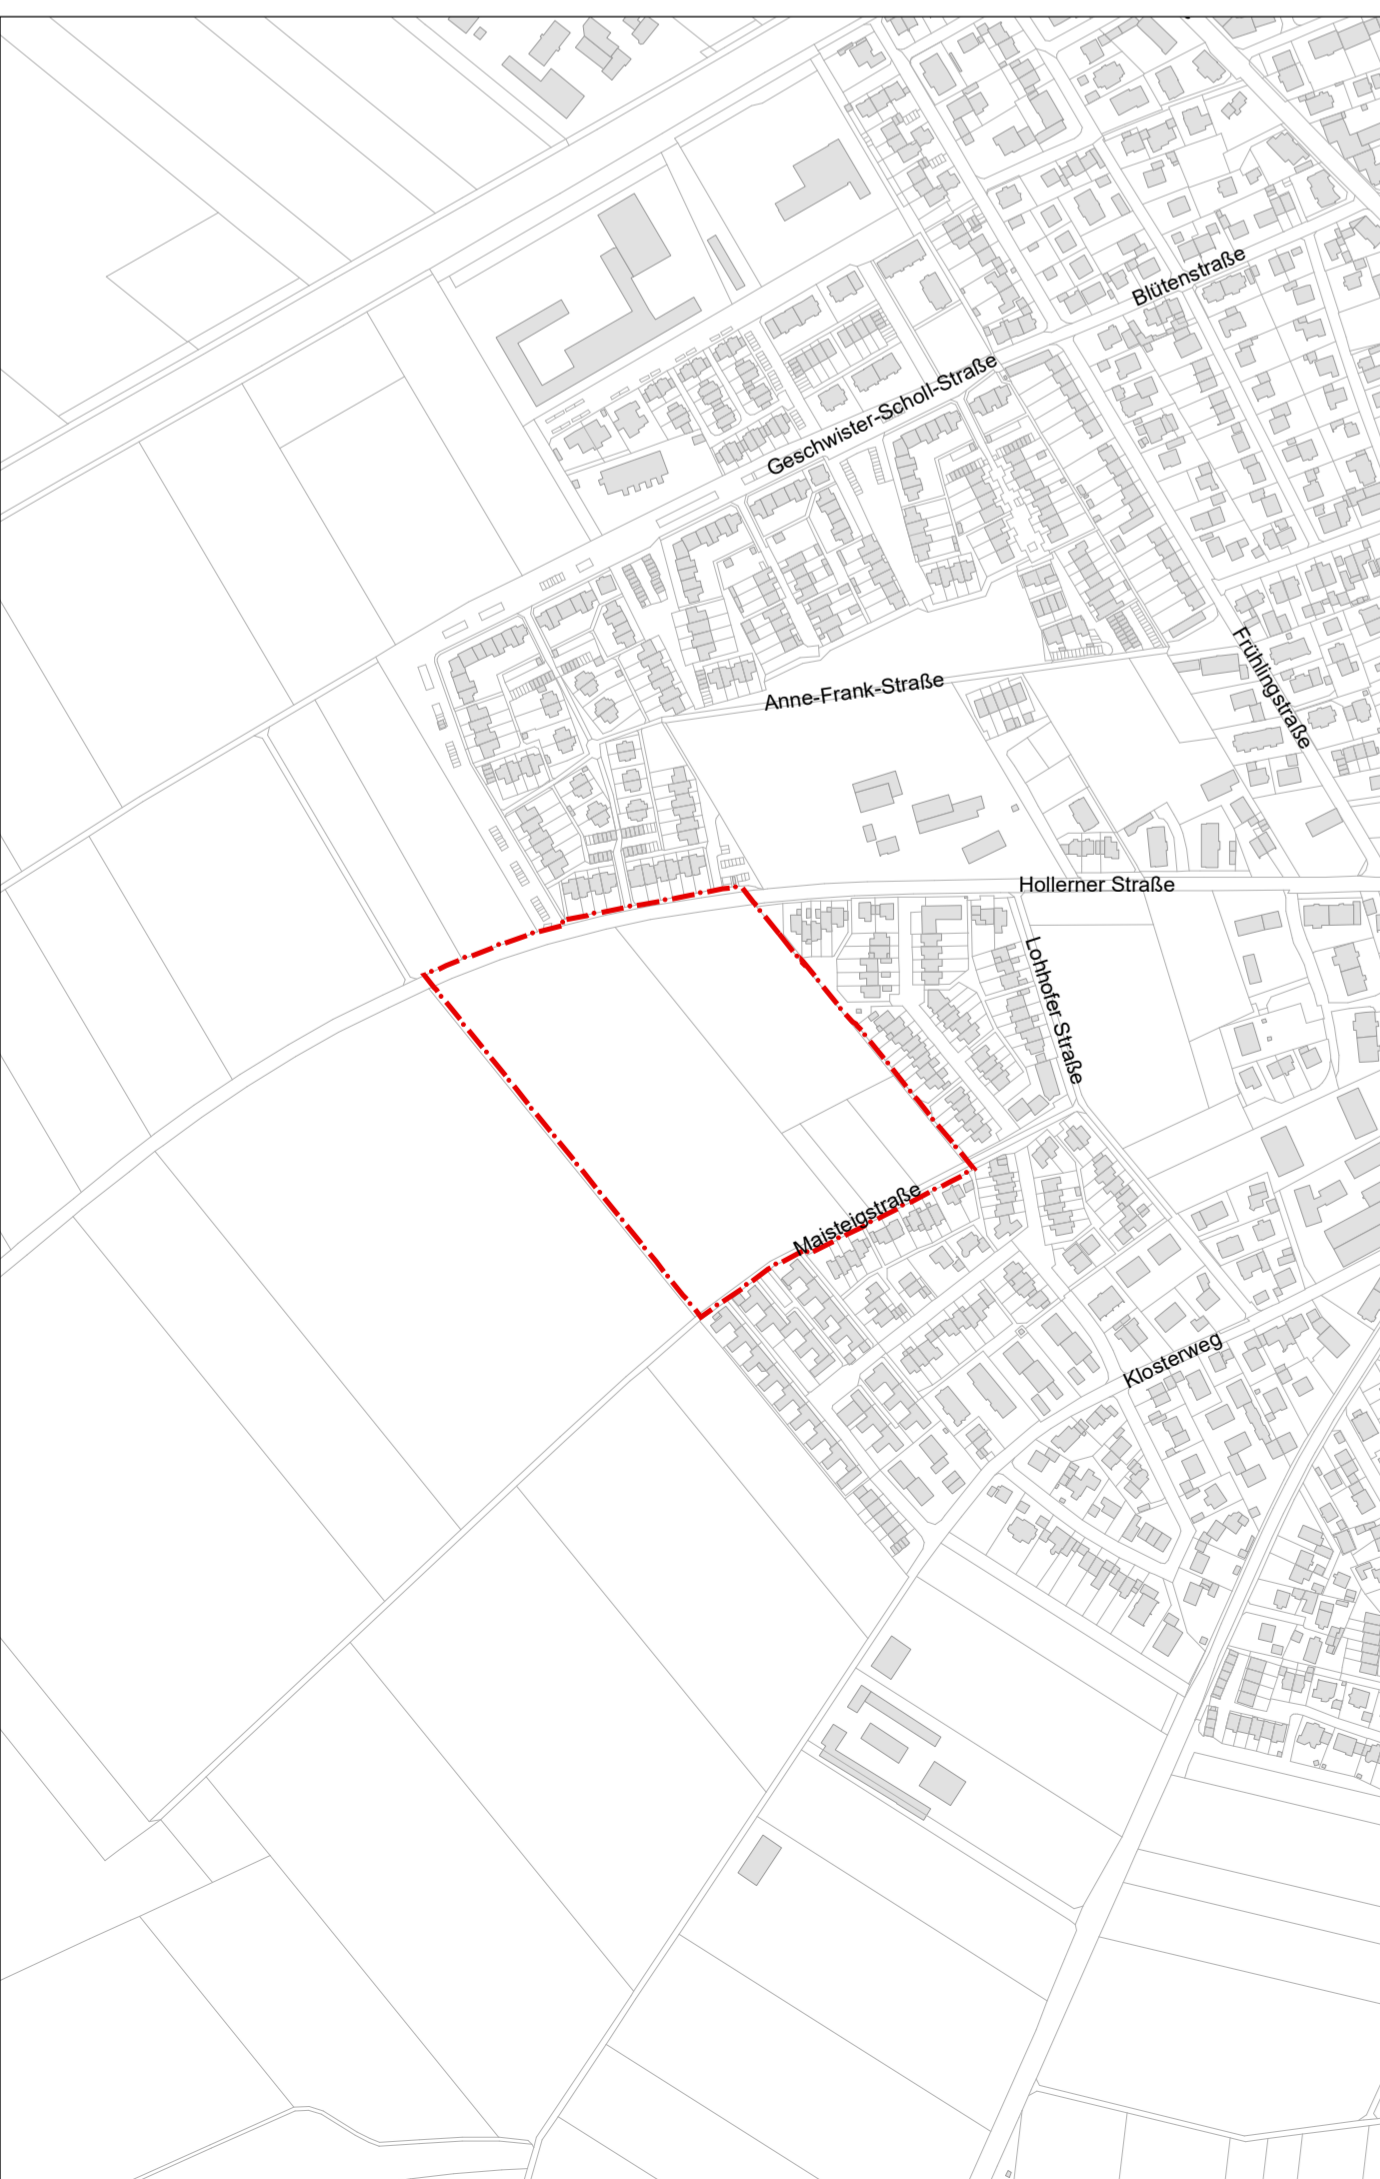 Blütenstraße
Geschwister-Scholl-Straße
Frühlingstraße
Anne-Frank-Straße
Hollerner Straße
Lohhofer Straße
Maisteigstraße
Klosterweg